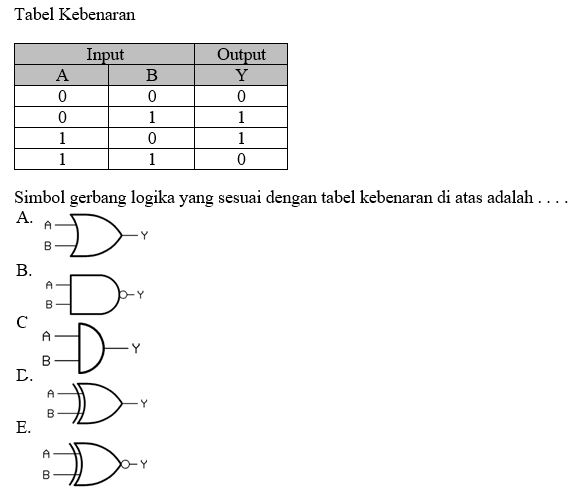 Tabel Kebenaran
Input Output
A B Y
0 0 0
0 1 1
1 0 1
1 1 0
Simbol gerbang logika yang sesuai dengan tabel kebenaran di atas adalah . . . .
A.
A
B
Y
B.
A
B
Y
C
A
B
Y
D.
A
B
Y
E.
A
B
Y